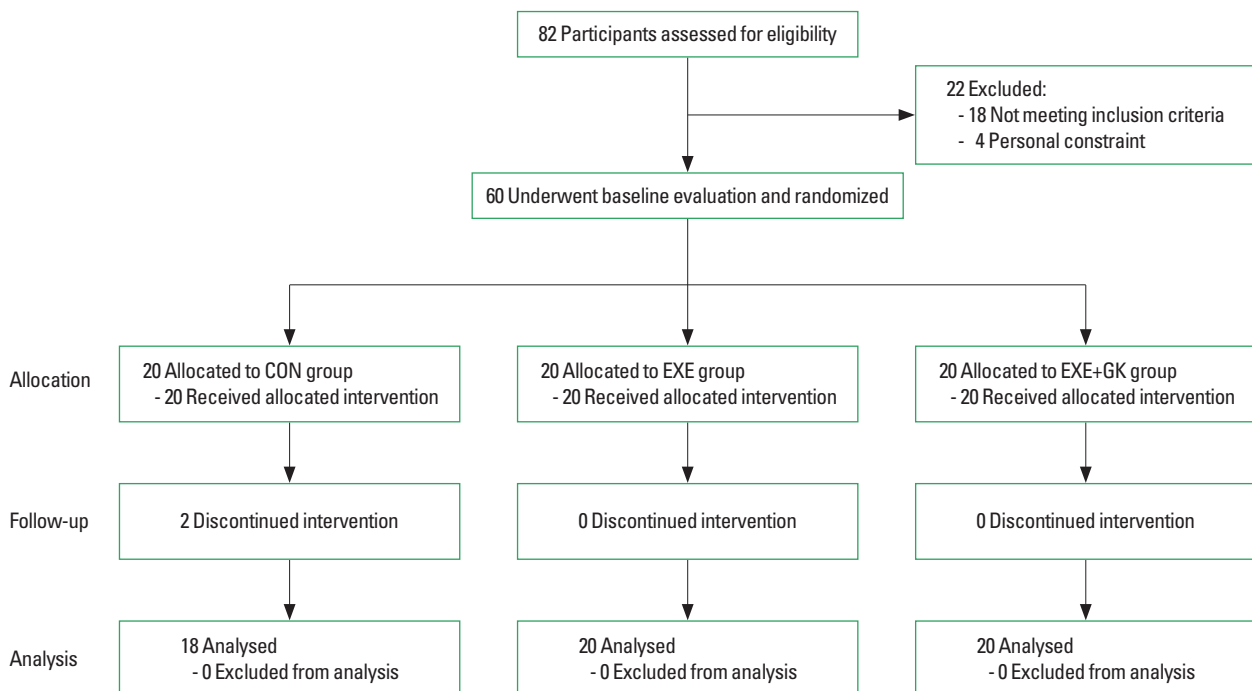 82 Participants assessed for eligibility
22 Excluded:
- 18 Not meeting inclusion criteria
- 4 Personal constraint
60 Underwent baseline evaluation and randomized
Allocation
20 Allocated to CON group
- 20 Received allocated intervention
20 Allocated to EXE group
- 20 Received allocated intervention
20 Allocated to EXE+GK group
- 20 Received allocated intervention
Follow-up
2 Discontinued intervention
0 Discontinued intervention
0 Discontinued intervention
Analysis
18 Analysed
- 0 Excluded from analysis
20 Analysed
- 0 Excluded from analysis
20 Analysed
- 0 Excluded from analysis